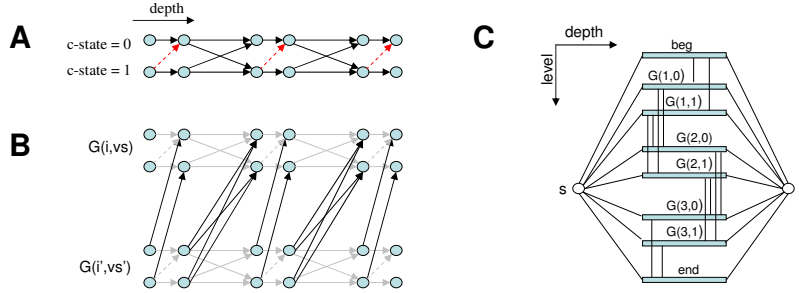 A
depth
c-state = 0
c-state = 1
B
G(i,vs)
G(i',vs')
C
depth
level
beg
G(1,0)
G(1,1)
G(2,0)
G(2,1)
s
G(3,0)
G(3,1)
end